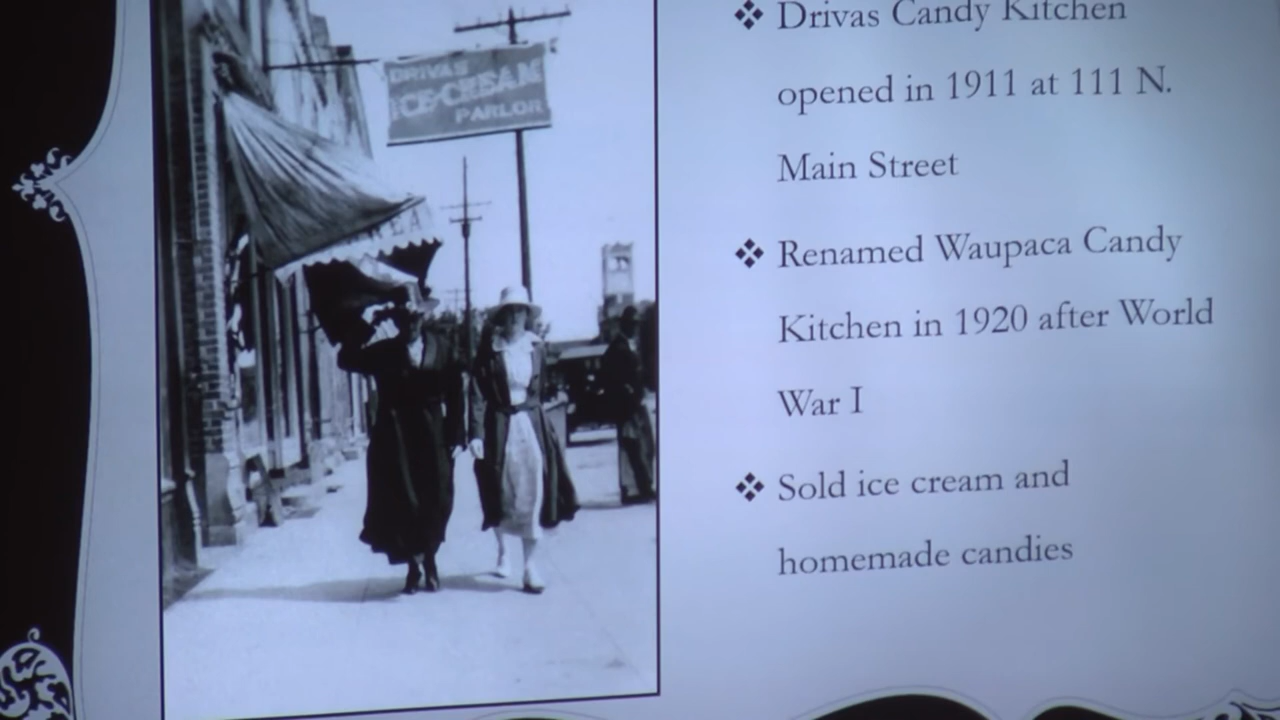 DRIVAS
ICE-CREAM
PARLOR
❖ Drivas Candy Kitchen
opened in 1911 at 111 N.
Main Street
❖ Renamed Waupaca Candy
Kitchen in 1920 after World
War I
❖ Sold ice cream and
homemade candies